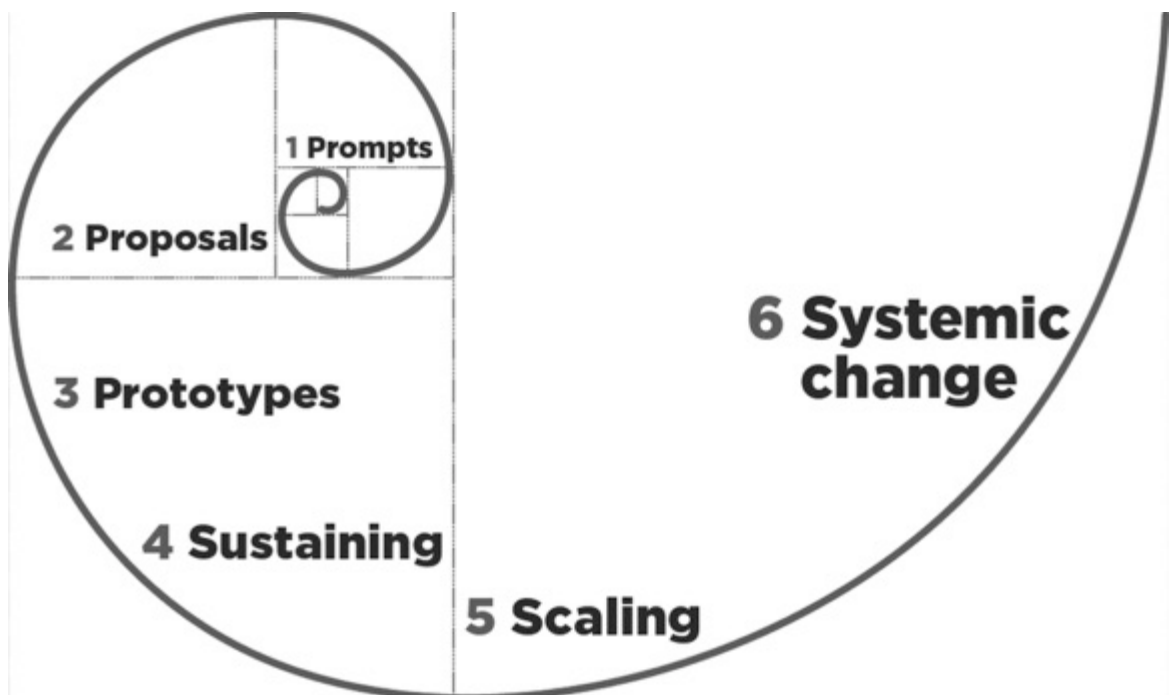 1 Prompts
2 Proposals
3 Prototypes
4 Sustaining
5 Scaling
6 Systemic
change